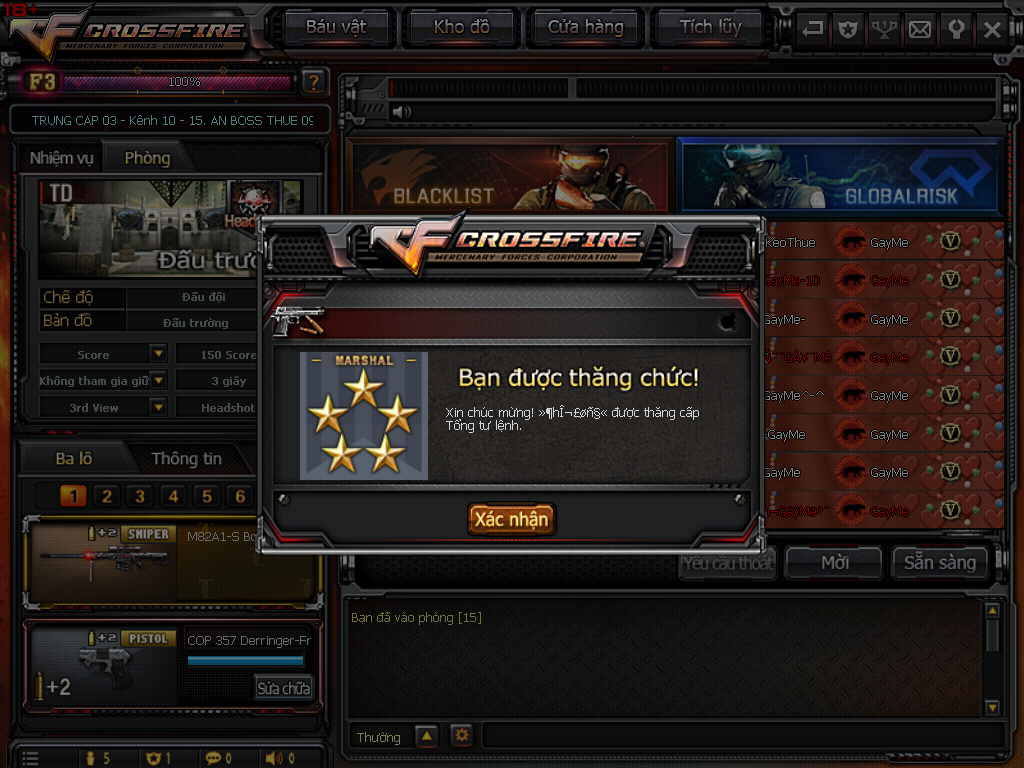 18+
CROSSFIRE
MERCENARY FORCES CORPORATION
Báu vật
Kho đồ
Cửa hàng
Tích lũy
F3
100%
?
TRUNG CAP 03 - Kênh 10 - 15. AN BOSS THUE 09
Nhiệm vụ
Phòng
TD
Head
Đấu trườ
Chế độ
Đấu đội
Bản đồ
Đấu trường
Score
150 Score
Không tham gia giữ
3 giây
3rd View
Headshot
BLACKLIST
GLOBALRISK
KeoThue GayMe V
GayMe-10 GayMe V
GayMe- GayMe V
GayMe V
GayMe^^ GayMe V
GayMe GayMe V
GayMe GayMe V
GayMe V
CROSSFIRE
MERCENARY FORCES CORPORATION
MARSHAL
Bạn được thăng chức!
Xin chúc mừng! »¶hÎ¬£øñ§« được thăng cấp
Tổng tư lệnh.
Xác nhận
Ba lô
Thông tin
1 2 3 4 5 6
+2 SNIPER
M82A1-S Bo
+2 PISTOL
COP 357 Derringer-Fr
+2
Sửa chữa
Yêu cầu thoát
Mời
Sẵn sàng
Bạn đã vào phòng [15]
Thường
5 1 0 0